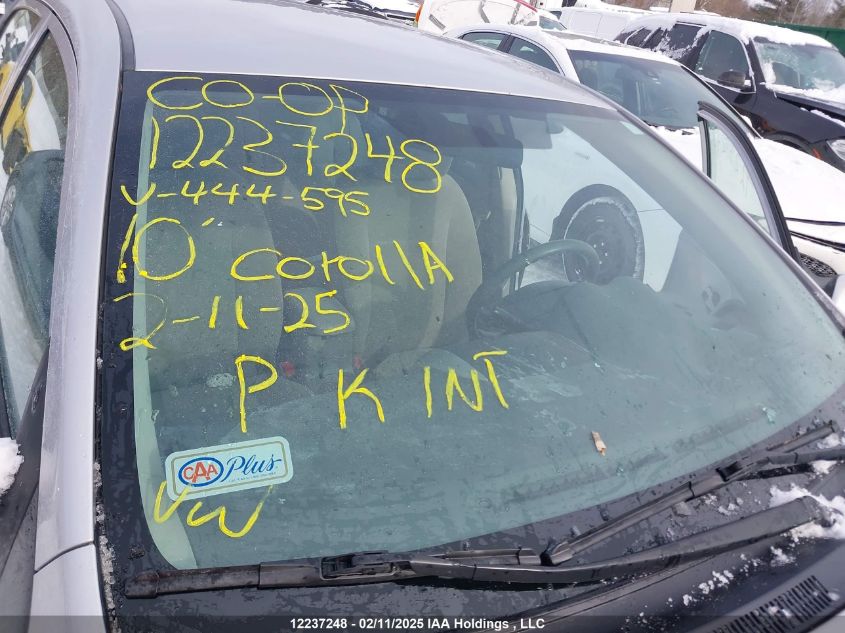 CO-OP
12237248
V-444-595
10' Corolla
2-11-25
P K INT
CAA Plus
VW
12237248 - 02/11/2025 IAA Holdings , LLC